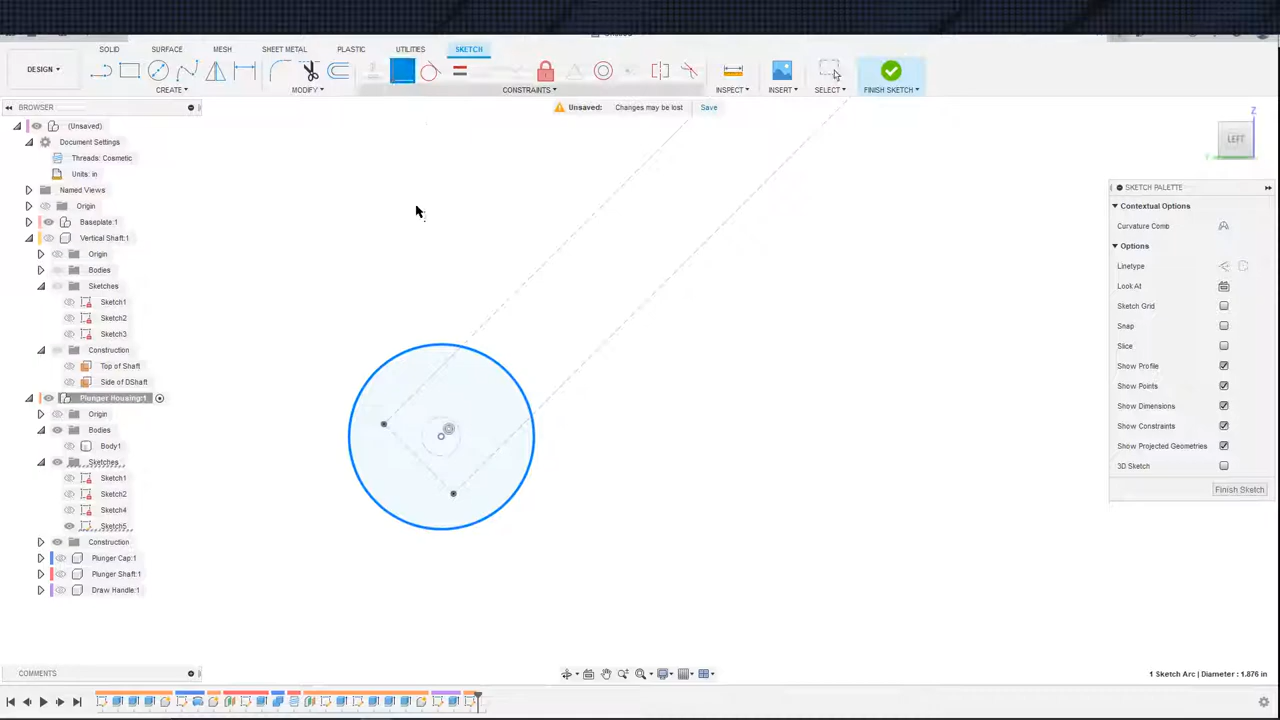 SOLID SURFACE MESH SHEET METAL PLASTIC UTILITIES SKETCH
DESIGN
CREATE MODIFY CONSTRAINTS INSPECT INSERT SELECT FINISH SKETCH
BROWSER
Unsaved: Changes may be lost Save
(Unsaved)
Document Settings
Threads: Cosmetic
Units: in
Named Views
Origin
Baseplate:1
Vertical Shaft:1
Origin
Bodies
Sketches
Sketch1
Sketch2
Sketch3
Construction
Top of Shaft
Side of DShaft
Plunger Housing:1
Origin
Bodies
Body1
Sketches
Sketch1
Sketch2
Sketch4
Sketch5
Construction
Plunger Cap:1
Plunger Shaft:1
Draw Handle:1
Z
LEFT
Y
SKETCH PALETTE
Contextual Options
Curvature Comb
Options
Linetype
Look At
Sketch Grid
Snap
Slice
Show Profile
Show Points
Show Dimensions
Show Constraints
Show Projected Geometries
3D Sketch
Finish Sketch
COMMENTS
1 Sketch Arc | Diameter : 1.876 in